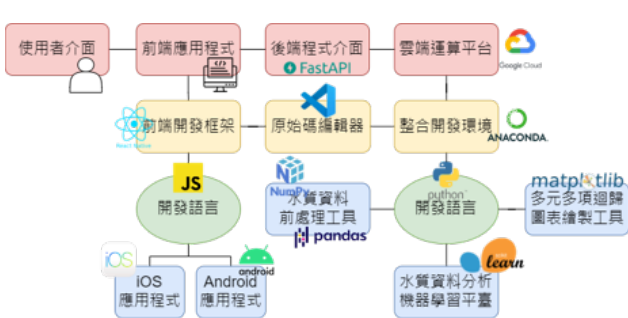 使用者介面
前端應用程式
後端程式介面
FastAPI
雲端運算平台
Google Cloud
前端開發框架
React Native
原始碼編輯器
整合開發環境
ANACONDA.
JS
開發語言
NumPy
水質資料
前處理工具
pandas
python
開發語言
matplotlib
多元多項迴歸
圖表繪製工具
iOS
iOS
應用程式
android
Android
應用程式
learn
水質資料分析
機器學習平臺